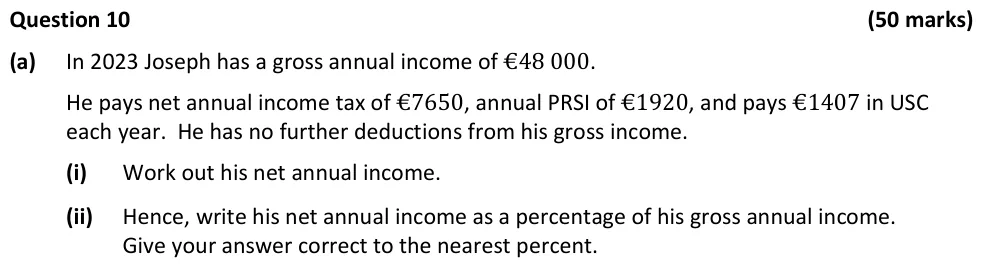 Question 10 (50 marks)
(a) In 2023 Joseph has a gross annual income of €48 000.
He pays net annual income tax of €7650, annual PRSI of €1920, and pays €1407 in USC
each year. He has no further deductions from his gross income.
(i) Work out his net annual income.
(ii) Hence, write his net annual income as a percentage of his gross annual income.
Give your answer correct to the nearest percent.